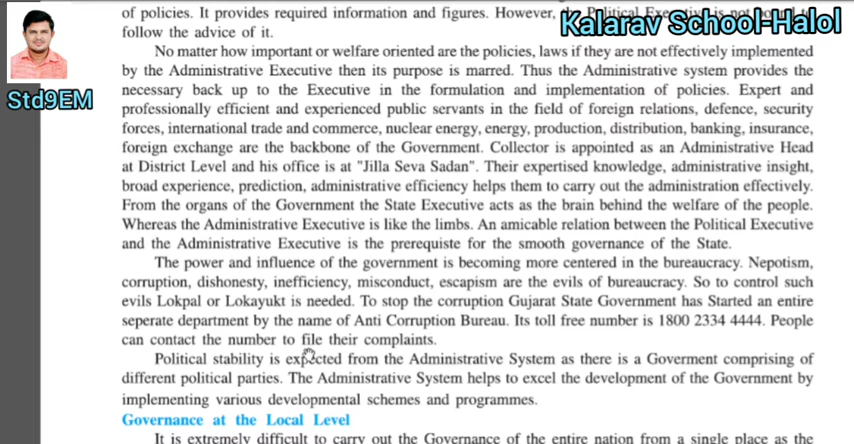 of policies. It provides required information and figures. However, the Political Executive is not
Kalarav School-Halol
follow the advice of it.
No matter how important or welfare oriented are the policies, laws if they are not effectively implemented
by the Administrative Executive then its purpose is marred. Thus the Administrative system provides the
Std9EM
necessary back up to the Executive in the formulation and implementation of policies. Expert and
professionally efficient and experienced public servants in the field of foreign relations, defence, security
forces, international trade and commerce, nuclear energy, energy, production, distribution, banking, insurance,
foreign exchange are the backbone of the Government. Collector is appointed as an Administrative Head
at District Level and his office is at "Jilla Seva Sadan". Their expertised knowledge, administrative insight,
broad experience, prediction, administrative efficiency helps them to carry out the administration effectively.
From the organs of the Government the State Executive acts as the brain behind the welfare of the people.
Whereas the Administrative Executive is like the limbs. An amicable relation between the Political Executive
and the Administrative Executive is the prerequiste for the smooth governance of the State.
The power and influence of the government is becoming more centered in the bureaucracy. Nepotism,
corruption, dishonesty, inefficiency, misconduct, escapism are the evils of bureaucracy. So to control such
evils Lokpal or Lokayukt is needed. To stop the corruption Gujarat State Government has Started an entire
seperate department by the name of Anti Corruption Bureau. Its toll free number is 1800 2334 4444. People
can contact the number to file their complaints.
Political stability is expected from the Administrative System as there is a Goverment comprising of
different political parties. The Administrative System helps to excel the development of the Government by
implementing various developmental schemes and programmes.
Governance at the Local Level
It is extremely difficult to carry out the Governance of the entire nation from a single place as the